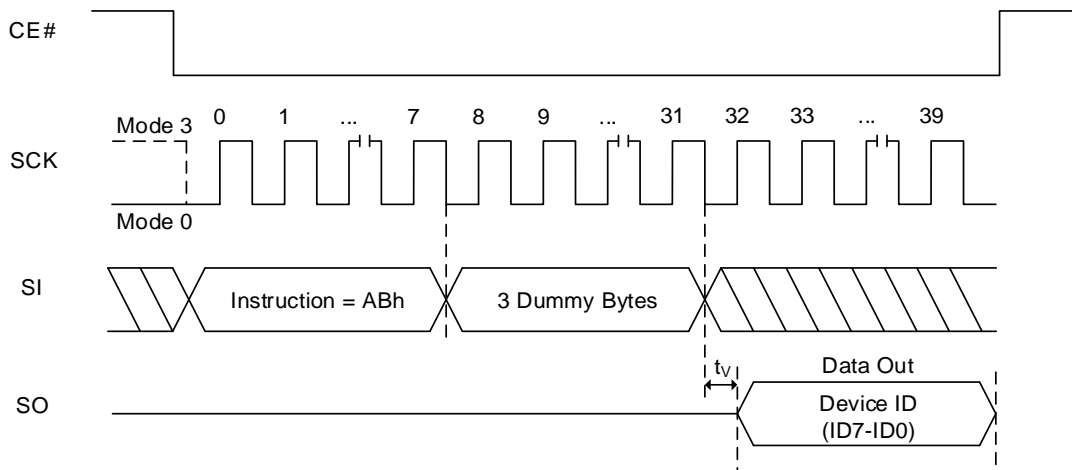 CE#
0 1 ... 7 8 9 ... 31 32 33 ... 39
Mode 3
SCK
Mode 0
SI
Instruction = ABh
3 Dummy Bytes
tV
Data Out
SO
Device ID
(ID7-ID0)